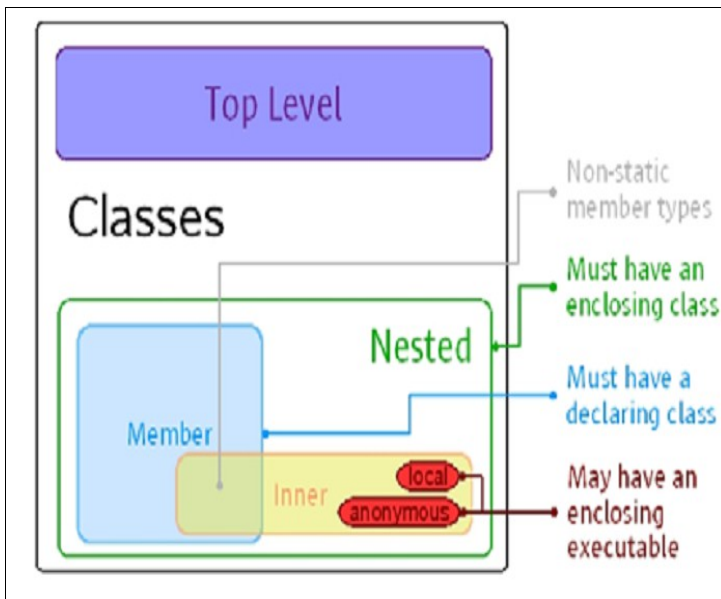 Top Level
Classes
Non-static
member types
Must have an
enclosing class
Nested
Must have a
declaring class
Member
Inner
local
anonymous
May have an
enclosing
executable